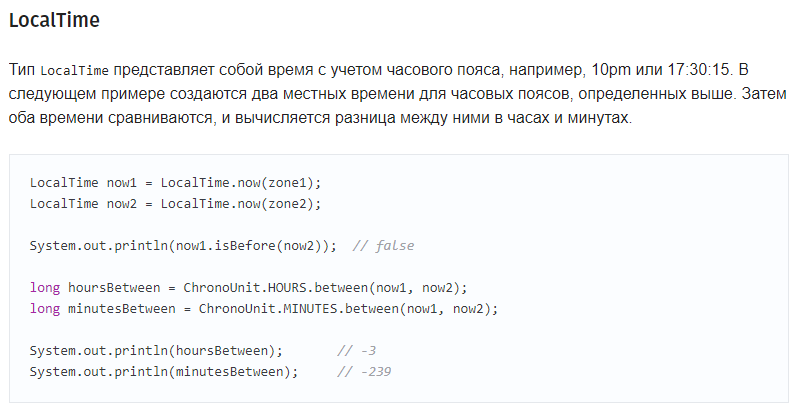 LocalTime
Тип LocalTime представляет собой время с учетом часового пояса, например, 10pm или 17:30:15. В
следующем примере создаются два местных времени для часовых поясов, определенных выше. Затем
оба времени сравниваются, и вычисляется разница между ними в часах и минутах.
LocalTime now1 = LocalTime.now(zone1);
LocalTime now2 = LocalTime.now(zone2);
System.out.println(now1.isBefore(now2));  // false
long hoursBetween = ChronoUnit.HOURS.between(now1, now2);
long minutesBetween = ChronoUnit.MINUTES.between(now1, now2);
System.out.println(hoursBetween);       // -3
System.out.println(minutesBetween);     // -239